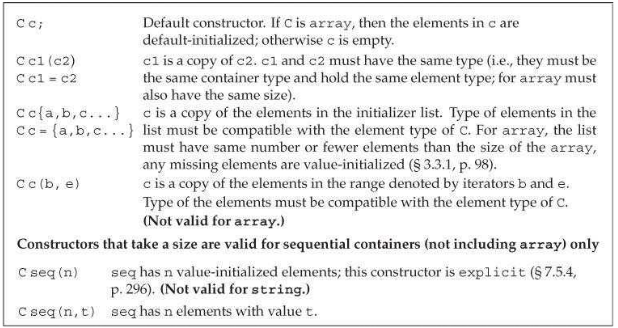 C c; Default constructor. If C is array, then the elements in c are
default-initialized; otherwise c is empty.
C c1(c2) c1 is a copy of c2. c1 and c2 must have the same type (i.e., they must be
C c1 = c2 the same container type and hold the same element type; for array must
also have the same size).
C c{a,b,c...} c is a copy of the elements in the initializer list. Type of elements in the
C c = {a,b,c...} list must be compatible with the element type of C. For array, the list
must have same number or fewer elements than the size of the array,
any missing elements are value-initialized (§ 3.3.1, p. 98).
C c(b, e) c is a copy of the elements in the range denoted by iterators b and e.
Type of the elements must be compatible with the element type of C.
(Not valid for array.)
Constructors that take a size are valid for sequential containers (not including array) only
C seq(n) seq has n value-initialized elements; this constructor is explicit (§ 7.5.4,
p. 296). (Not valid for string.)
C seq(n,t) seq has n elements with value t.